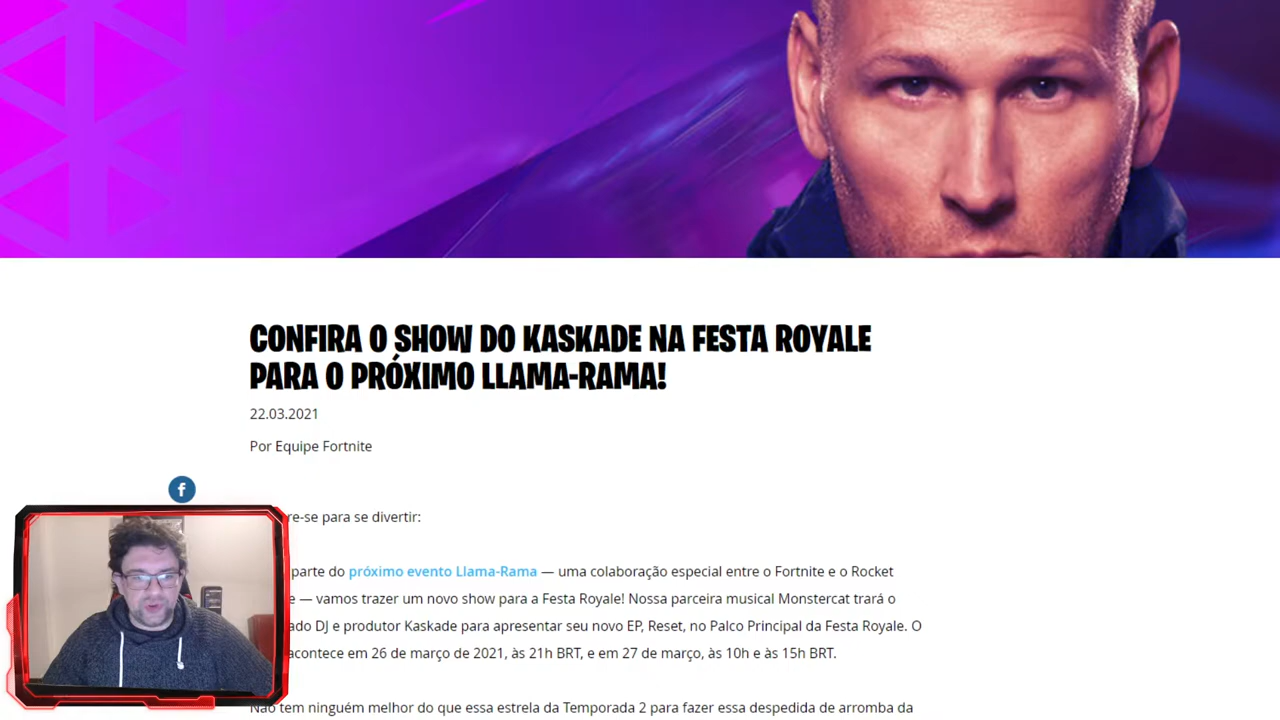 CONFIRA O SHOW DO KASKADE NA FESTA ROYALE
PARA O PRÓXIMO LLAMA-RAMA!
22.03.2021
Por Equipe Fortnite
f
re-se para se divertir:
parte do próximo evento Llama-Rama — uma colaboração especial entre o Fortnite e o Rocket
e — vamos trazer um novo show para a Festa Royale! Nossa parceira musical Monstercat trará o
ado DJ e produtor Kaskade para apresentar seu novo EP, Reset, no Palco Principal da Festa Royale. O
acontece em 26 de março de 2021, às 21h BRT, e em 27 de março, às 10h e às 15h BRT.
Não tem ninguém melhor do que essa estrela da Temporada 2 para fazer essa despedida de arromba da